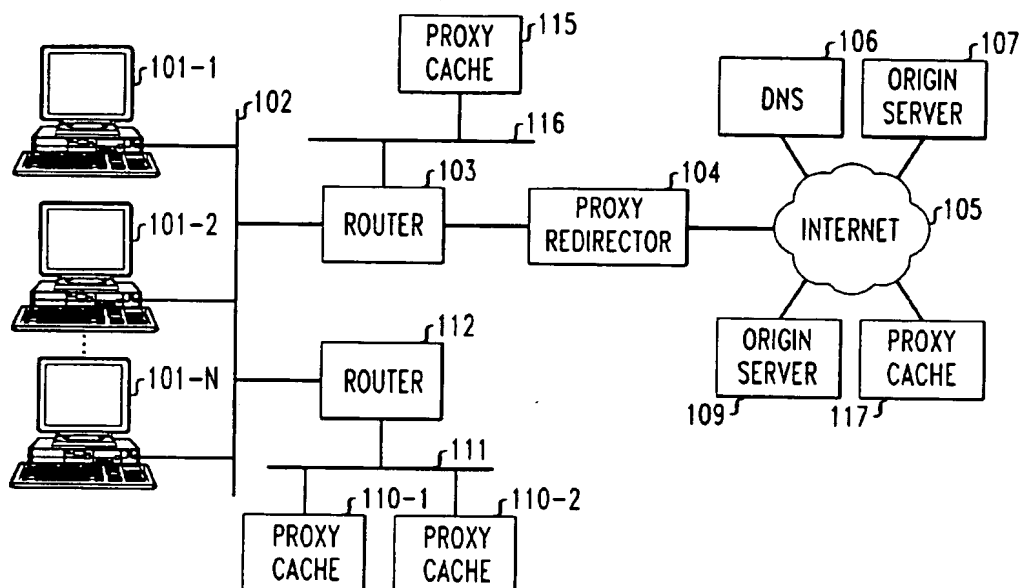 101-1
102
PROXY
CACHE
115
116
106
DNS
107
ORIGIN
SERVER
101-2
103
ROUTER
104
PROXY
REDIRECTOR
INTERNET
105
101-N
112
ROUTER
ORIGIN
SERVER
109
PROXY
CACHE
117
111
110-1
PROXY
CACHE
110-2
PROXY
CACHE